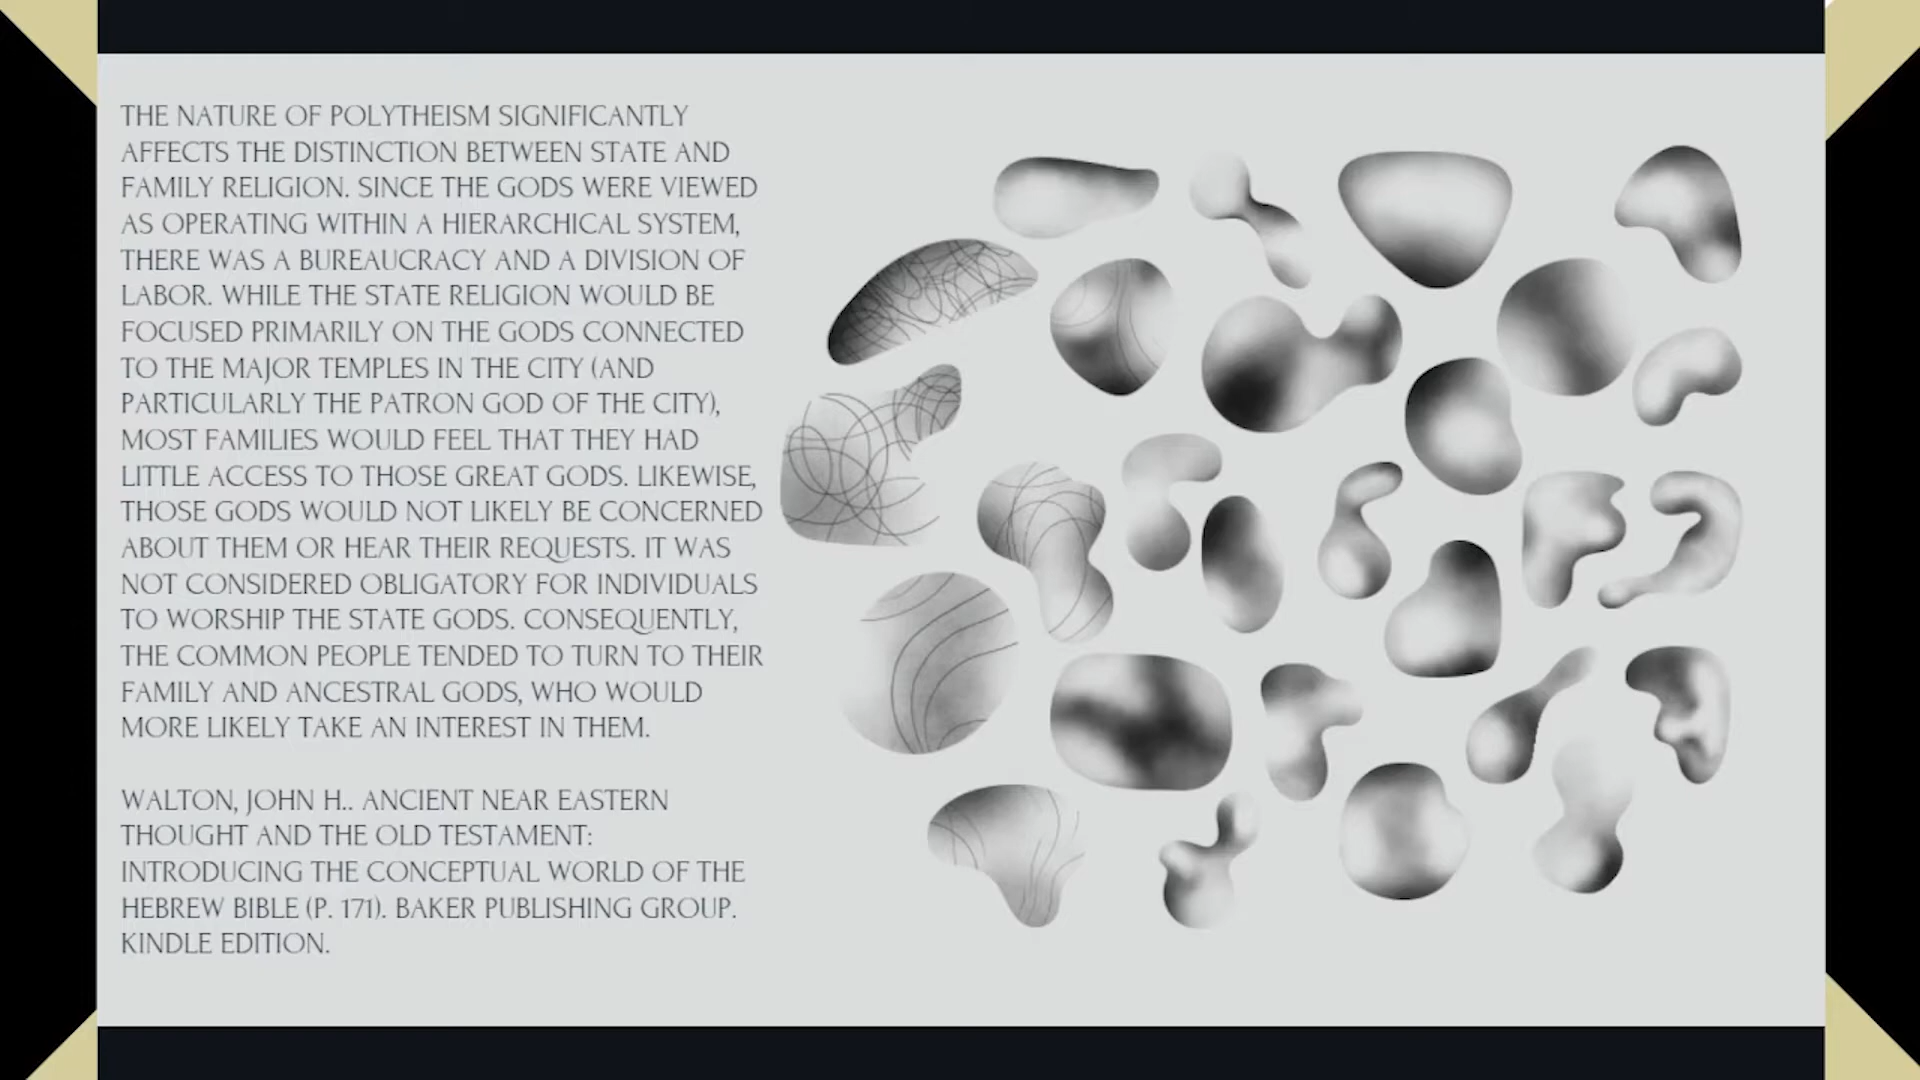 THE NATURE OF POLYTHEISM SIGNIFICANTLY
AFFECTS THE DISTINCTION BETWEEN STATE AND
FAMILY RELIGION. SINCE THE GODS WERE VIEWED
AS OPERATING WITHIN A HIERARCHICAL SYSTEM,
THERE WAS A BUREAUCRACY AND A DIVISION OF
LABOR. WHILE THE STATE RELIGION WOULD BE
FOCUSED PRIMARILY ON THE GODS CONNECTED
TO THE MAJOR TEMPLES IN THE CITY (AND
PARTICULARLY THE PATRON GOD OF THE CITY),
MOST FAMILIES WOULD FEEL THAT THEY HAD
LITTLE ACCESS TO THOSE GREAT GODS. LIKEWISE,
THOSE GODS WOULD NOT LIKELY BE CONCERNED
ABOUT THEM OR HEAR THEIR REQUESTS. IT WAS
NOT CONSIDERED OBLIGATORY FOR INDIVIDUALS
TO WORSHIP THE STATE GODS. CONSEQUENTLY,
THE COMMON PEOPLE TENDED TO TURN TO THEIR
FAMILY AND ANCESTRAL GODS, WHO WOULD
MORE LIKELY TAKE AN INTEREST IN THEM.
WALTON, JOHN H.. ANCIENT NEAR EASTERN
THOUGHT AND THE OLD TESTAMENT:
INTRODUCING THE CONCEPTUAL WORLD OF THE
HEBREW BIBLE (P. 171). BAKER PUBLISHING GROUP.
KINDLE EDITION.